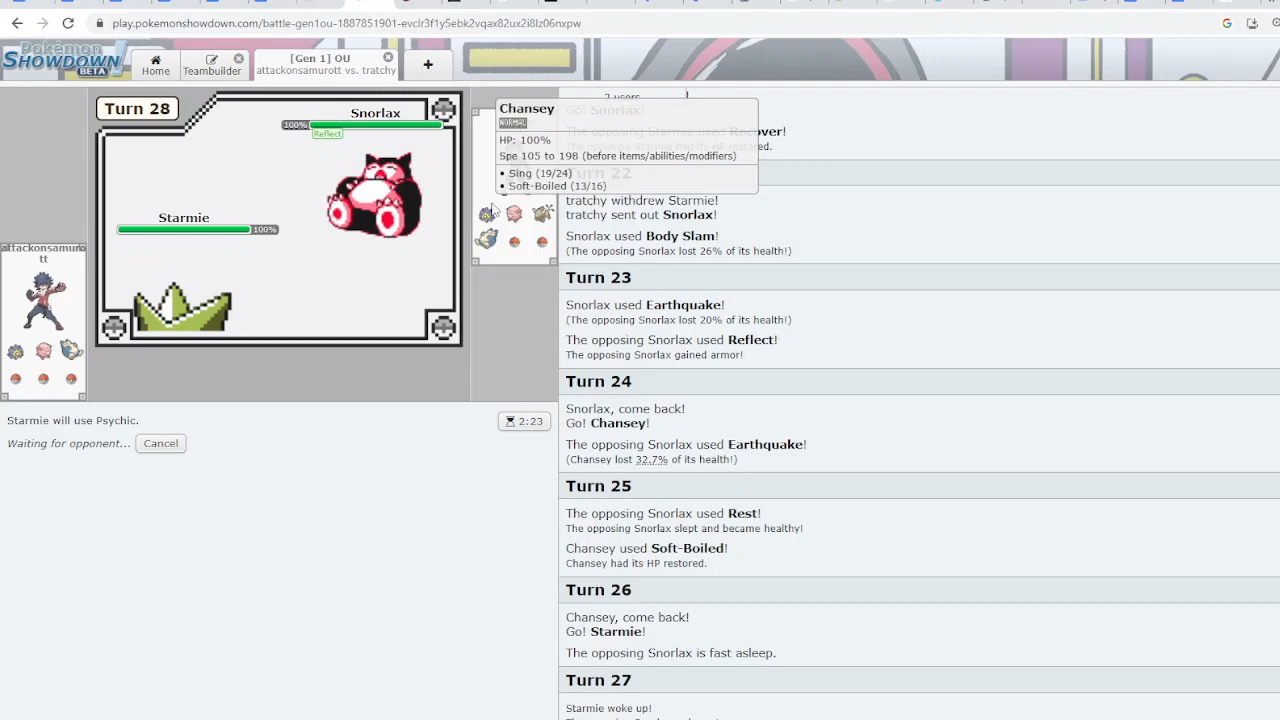 play.pokemonshowdown.com/battle-gen1ou-1887851901-evclr3f1y5ebk2vqax82ux2i8lz06nxpw
Pokémon
SHOWDOWN!
BETA
Home
Teambuilder
[Gen 1] OU
attackonsamurott vs. tratchy
+
Turn 28
Snorlax
100%
Reflect
Starmie
100%
attackonsamuro
tt
Starmie will use Psychic.
2:23
Waiting for opponent... Cancel
Chansey
NORMAL
HP: 100%
Spe 105 to 198 (before items/abilities/modifiers)
• Sing (19/24)
• Soft-Boiled (13/16)
2 users
Go! Snorlax!
Recover!
Turn 22
tratchy withdrew Starmie!
tratchy sent out Snorlax!
Snorlax used Body Slam!
(The opposing Snorlax lost 26% of its health!)
Turn 23
Snorlax used Earthquake!
(The opposing Snorlax lost 20% of its health!)
The opposing Snorlax used Reflect!
The opposing Snorlax gained armor!
Turn 24
Snorlax, come back!
Go! Chansey!
The opposing Snorlax used Earthquake!
(Chansey lost 32.7% of its health!)
Turn 25
The opposing Snorlax used Rest!
The opposing Snorlax slept and became healthy!
Chansey used Soft-Boiled!
Chansey had its HP restored.
Turn 26
Chansey, come back!
Go! Starmie!
The opposing Snorlax is fast asleep.
Turn 27
Starmie woke up!